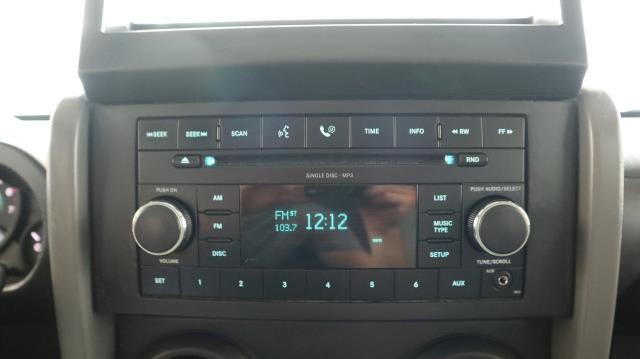 SEEK SEEK SCAN TIME INFO RW FF
RND
SINGLE DISC - MP3
PUSH ON
PUSH AUDIO/SELECT
AM
LIST
FM ST
103.7
12:12
FM
MUSIC TYPE
INFO
DISC
SETUP
VOLUME
TUNE/SCROLL
SET 1 2 3 4 5 6 AUX
AUX